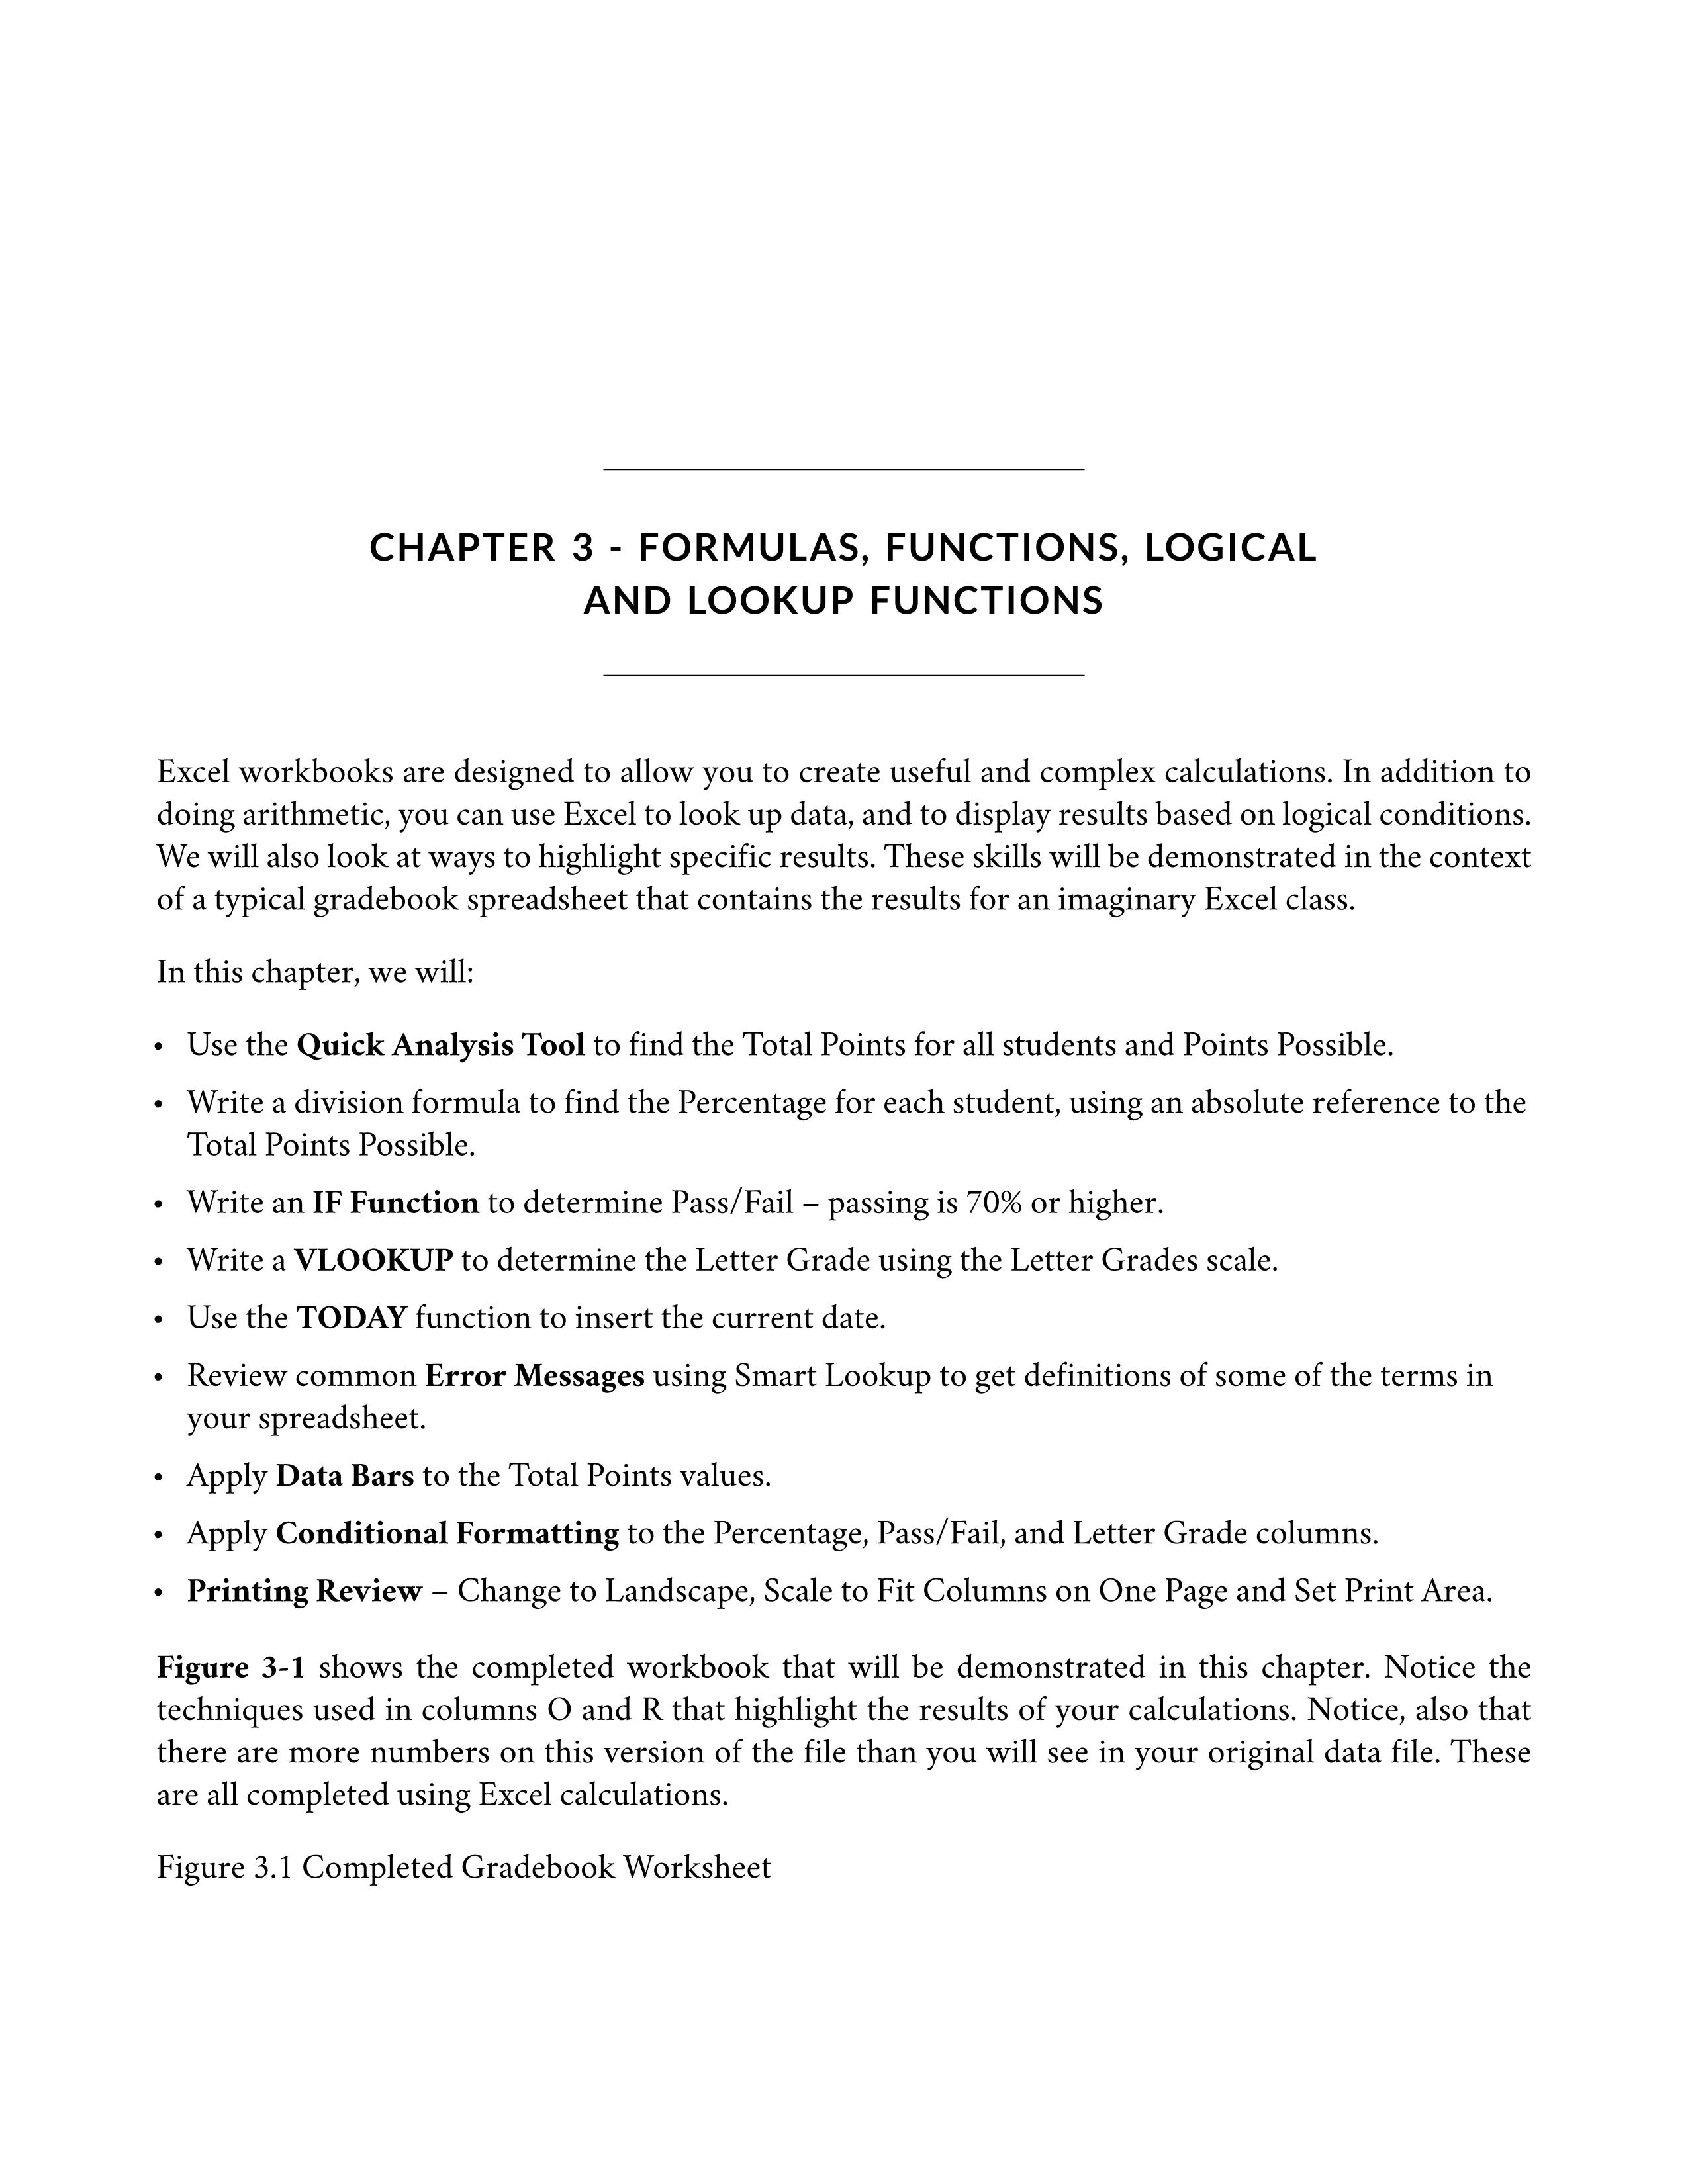 CHAPTER 3 - FORMULAS, FUNCTIONS, LOGICAL
AND LOOKUP FUNCTIONS
Excel workbooks are designed to allow you to create useful and complex calculations. In addition to
doing arithmetic, you can use Excel to look up data, and to display results based on logical conditions.
We will also look at ways to highlight specific results. These skills will be demonstrated in the context
of a typical gradebook spreadsheet that contains the results for an imaginary Excel class.
In this chapter, we will:
• Use the Quick Analysis Tool to find the Total Points for all students and Points Possible.
• Write a division formula to find the Percentage for each student, using an absolute reference to the
Total Points Possible.
• Write an IF Function to determine Pass/Fail – passing is 70% or higher.
• Write a VLOOKUP to determine the Letter Grade using the Letter Grades scale.
• Use the TODAY function to insert the current date.
• Review common Error Messages using Smart Lookup to get definitions of some of the terms in
your spreadsheet.
• Apply Data Bars to the Total Points values.
• Apply Conditional Formatting to the Percentage, Pass/Fail, and Letter Grade columns.
• Printing Review – Change to Landscape, Scale to Fit Columns on One Page and Set Print Area.
Figure 3-1 shows the completed workbook that will be demonstrated in this chapter. Notice the
techniques used in columns O and R that highlight the results of your calculations. Notice, also that
there are more numbers on this version of the file than you will see in your original data file. These
are all completed using Excel calculations.
Figure 3.1 Completed Gradebook Worksheet